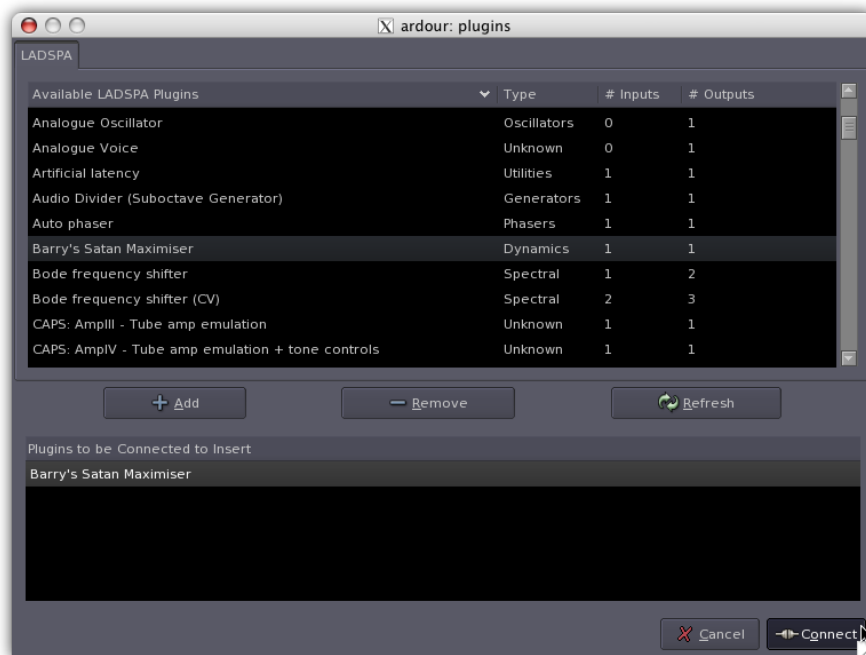 ardour: plugins
LADSPA
Available LADSPA Plugins Type # Inputs # Outputs
Analogue Oscillator Oscillators 0 1
Analogue Voice Unknown 0 1
Artificial latency Utilities 1 1
Audio Divider (Suboctave Generator) Generators 1 1
Auto phaser Phasers 1 1
Barry's Satan Maximiser Dynamics 1 1
Bode frequency shifter Spectral 1 2
Bode frequency shifter (CV) Spectral 2 3
CAPS: AmpIII - Tube amp emulation Unknown 1 1
CAPS: AmpIV - Tube amp emulation + tone controls Unknown 1 1
Add Remove Refresh
Plugins to be Connected to Insert
Barry's Satan Maximiser
Cancel Connect